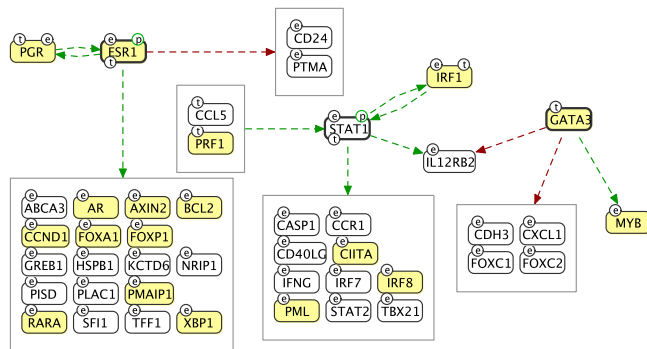 t e
PGR
e p
ESR1
t
e
CD24
e
PTMA
t
CCL5
t
PRF1
e p
STAT1
t
e t
IRF1
e
IL12RB2
t
GATA3
e
ABCA3
e
AR
e
AXIN2
e
BCL2
e
CCND1
e
FOXA1
e
FOXP1
e
GREB1
e
HSPB1
e
KCTD6
e
NRIP1
e
PISD
e
PLAC1
e
PMAIP1
e
RARA
e
SFI1
e
TFF1
e
XBP1
e
CASP1
e
CCR1
e
CD40LG
e
CIITA
e
IFNG
e
IRF7
e
IRF8
e
PML
e
STAT2
e
TBX21
e
CDH3
e
CXCL1
e
FOXC1
e
FOXC2
e
MYB